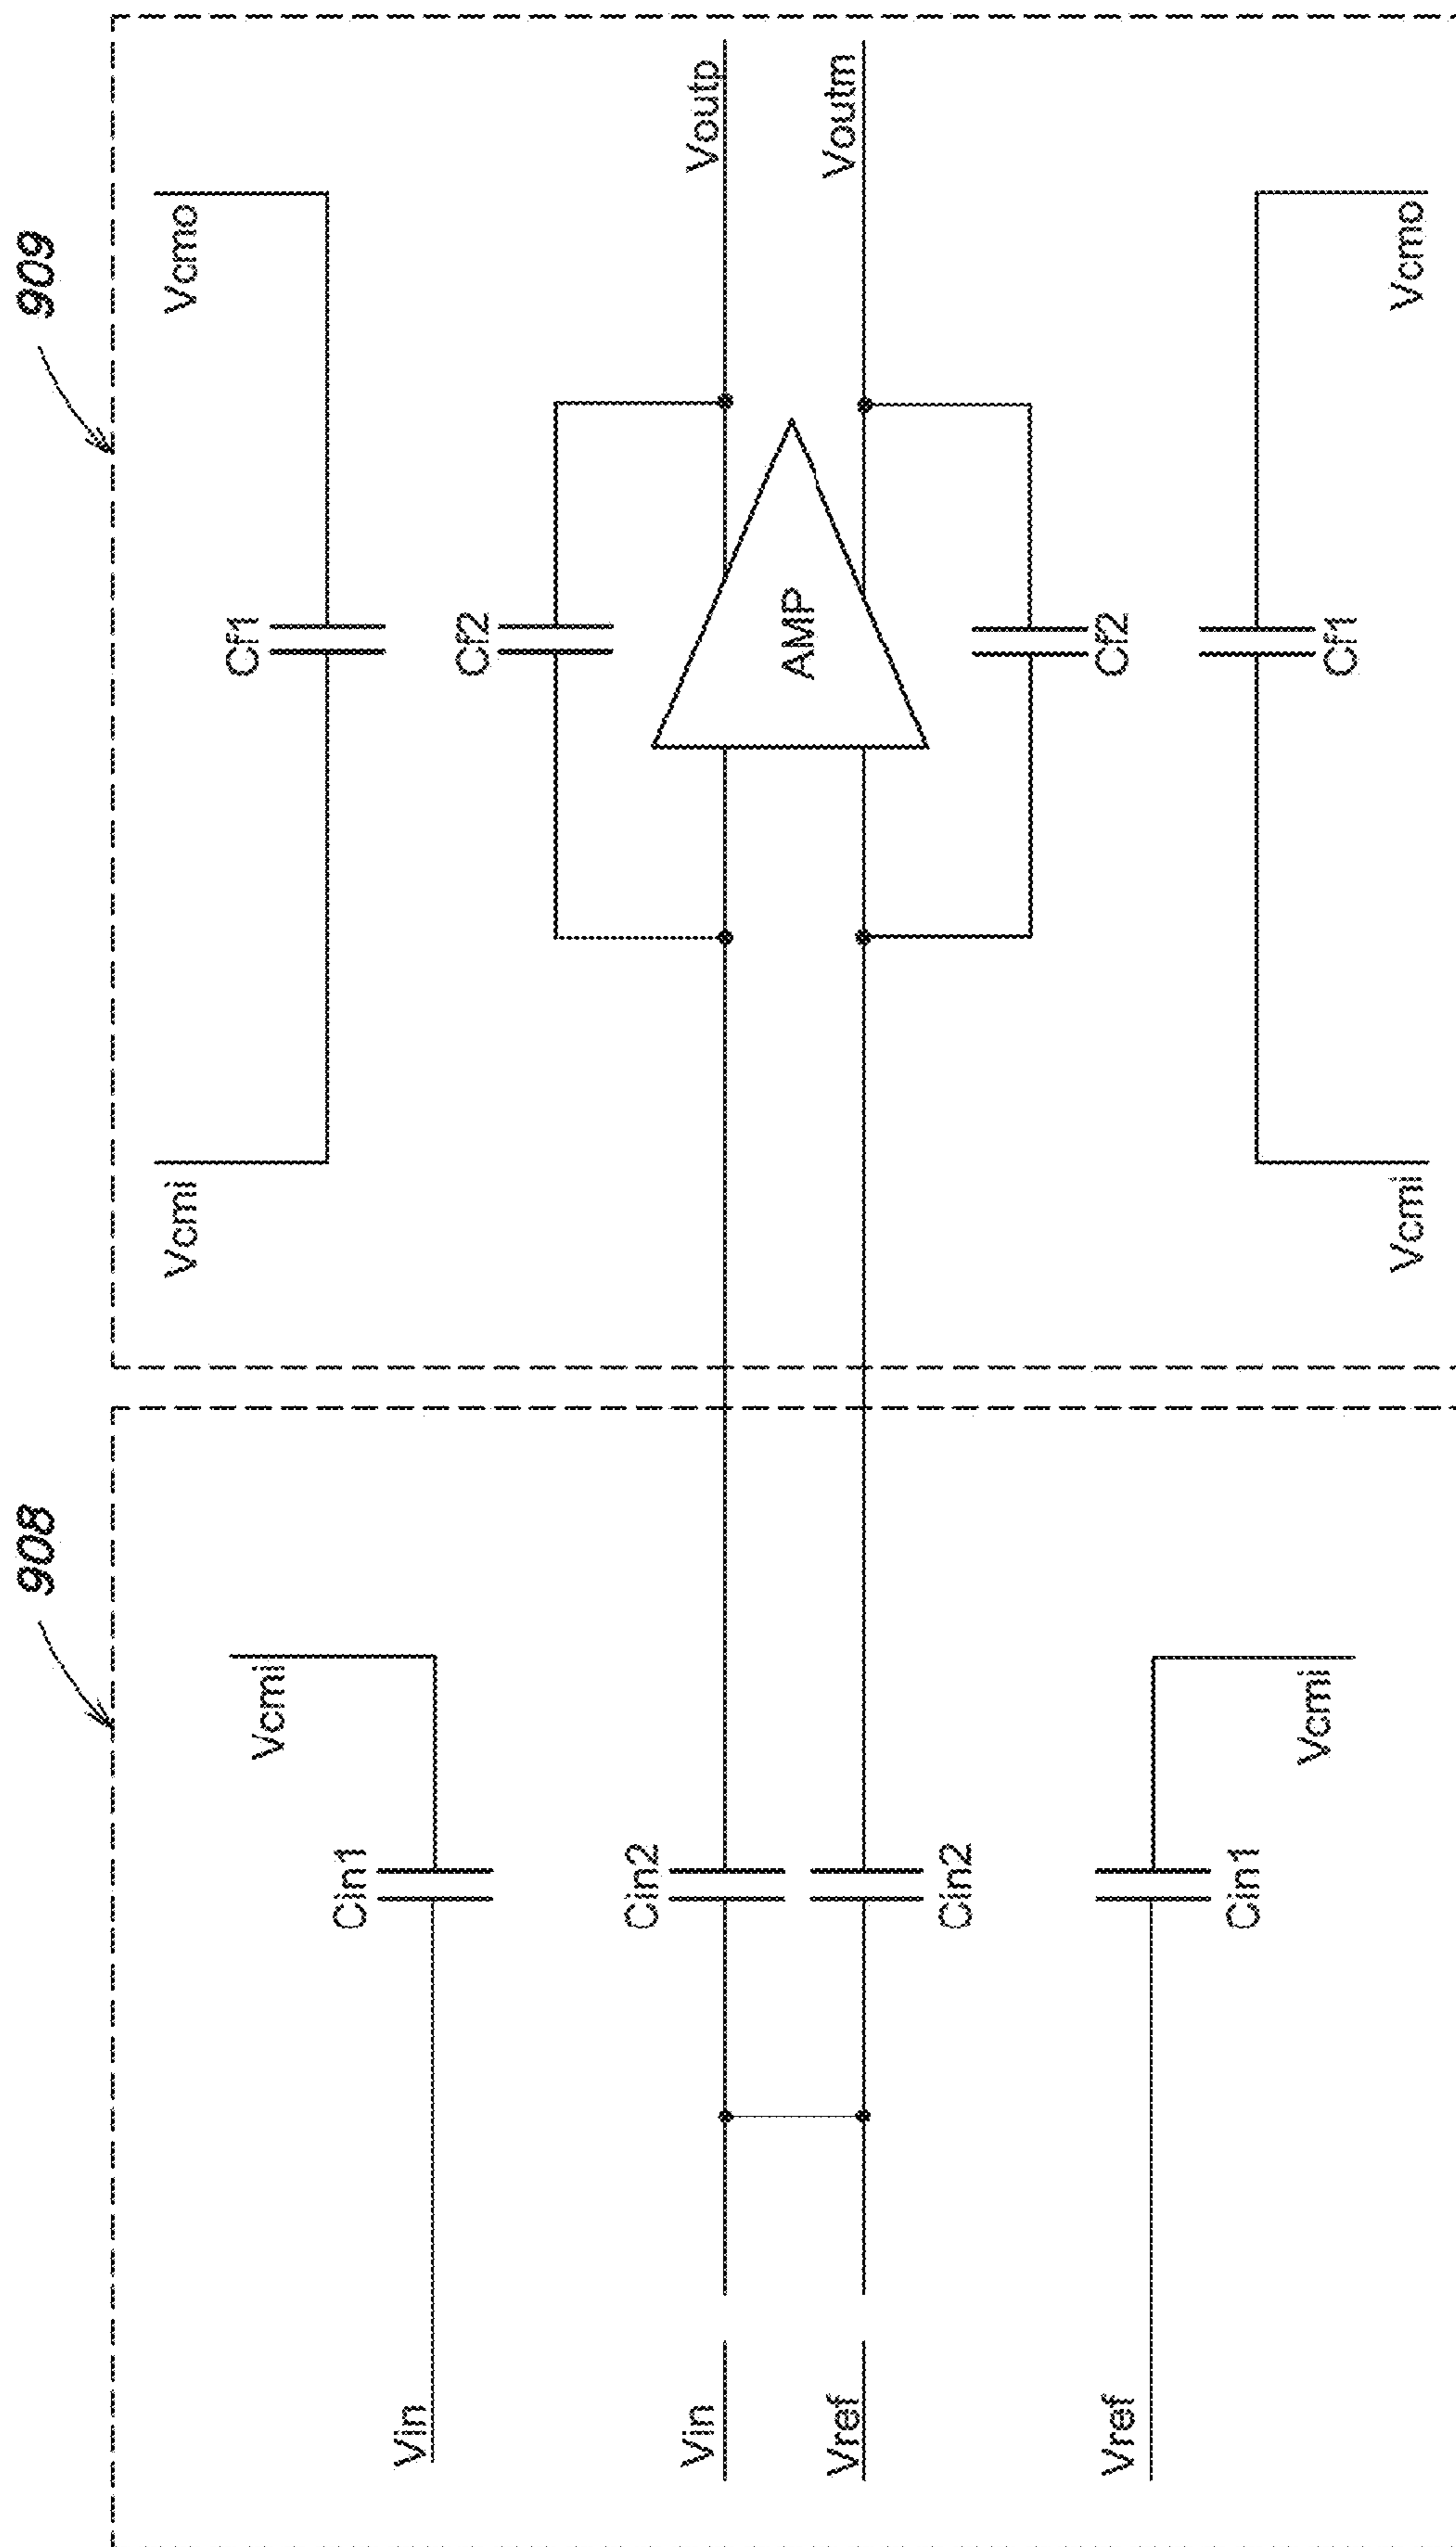 908
909
Vin
Cin1
Vcmi
Vin
Cin2
Vref
Cin2
Vref
Cin1
Vcmi
Vcmi
Cf1
Vcmo
Cf2
Voutp
AMP
Voutm
Cf2
Vcmi
Cf1
Vcmo